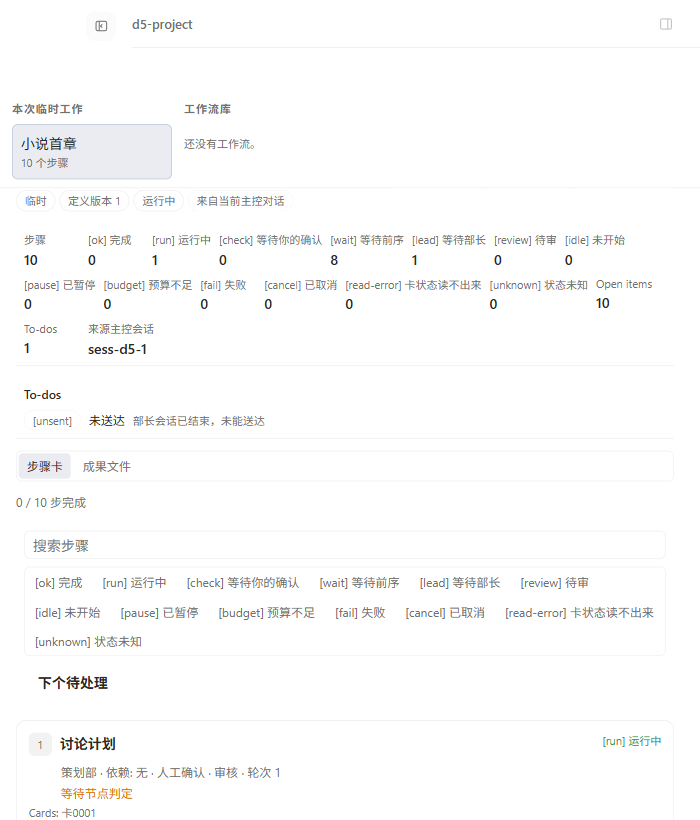 d5-project
本次临时工作 工作流库
小说首章
10 个步骤
还没有工作流。
临时 定义版本 1 运行中 来自当前主控对话
步骤 [ok] 完成 [run] 运行中 [check] 等待你的确认 [wait] 等待前序 [lead] 等待部长 [review] 待审 [idle] 未开始
10 0 1 0 8 1 0 0
[pause] 已暂停 [budget] 预算不足 [fail] 失败 [cancel] 已取消 [read-error] 卡状态读不出来 [unknown] 状态未知 Open items
0 0 0 0 0 0 10
To-dos 来源主控会话
1 sess-d5-1
To-dos
[unsent] 未送达 部长会话已结束，未能送达
步骤卡 成果文件
0 / 10 步完成
搜索步骤
[ok] 完成 [run] 运行中 [check] 等待你的确认 [wait] 等待前序 [lead] 等待部长 [review] 待审
[idle] 未开始 [pause] 已暂停 [budget] 预算不足 [fail] 失败 [cancel] 已取消 [read-error] 卡状态读不出来
[unknown] 状态未知
下个待处理
1 讨论计划 [run] 运行中
策划部 · 依赖: 无 · 人工确认 · 审核 · 轮次 1
等待节点判定
Cards: 卡0001